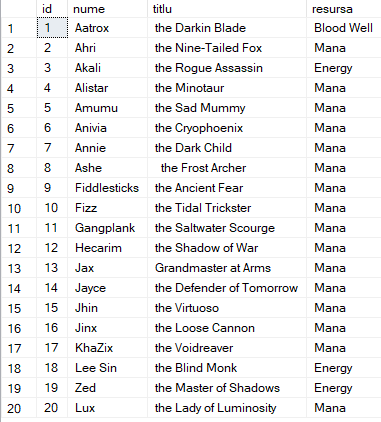 id nume titlu resursa
1 1 Aatrox the Darkin Blade Blood Well
2 2 Ahri the Nine-Tailed Fox Mana
3 3 Akali the Rogue Assassin Energy
4 4 Alistar the Minotaur Mana
5 5 Amumu the Sad Mummy Mana
6 6 Anivia the Cryophoenix Mana
7 7 Annie the Dark Child Mana
8 8 Ashe the Frost Archer Mana
9 9 Fiddlesticks the Ancient Fear Mana
10 10 Fizz the Tidal Trickster Mana
11 11 Gangplank the Saltwater Scourge Mana
12 12 Hecarim the Shadow of War Mana
13 13 Jax Grandmaster at Arms Mana
14 14 Jayce the Defender of Tomorrow Mana
15 15 Jhin the Virtuoso Mana
16 16 Jinx the Loose Cannon Mana
17 17 KhaZix the Voidreaver Mana
18 18 Lee Sin the Blind Monk Energy
19 19 Zed the Master of Shadows Energy
20 20 Lux the Lady of Luminosity Mana